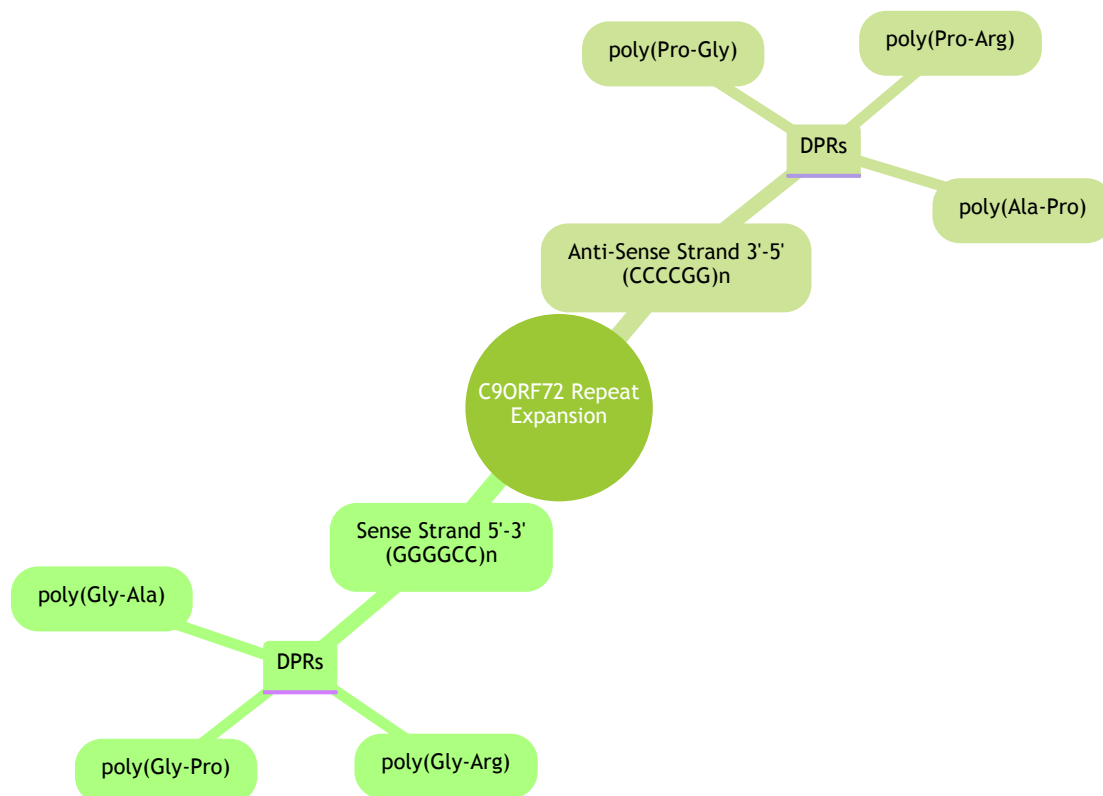 poly(Pro-Gly)
poly(Pro-Arg)
DPRs
poly(Ala-Pro)
Anti-Sense Strand 3'-5'
(CCCCGG)n
C9ORF72 Repeat
Expansion
Sense Strand 5'-3'
(GGGGCC)n
poly(Gly-Ala)
DPRs
poly(Gly-Pro)
poly(Gly-Arg)